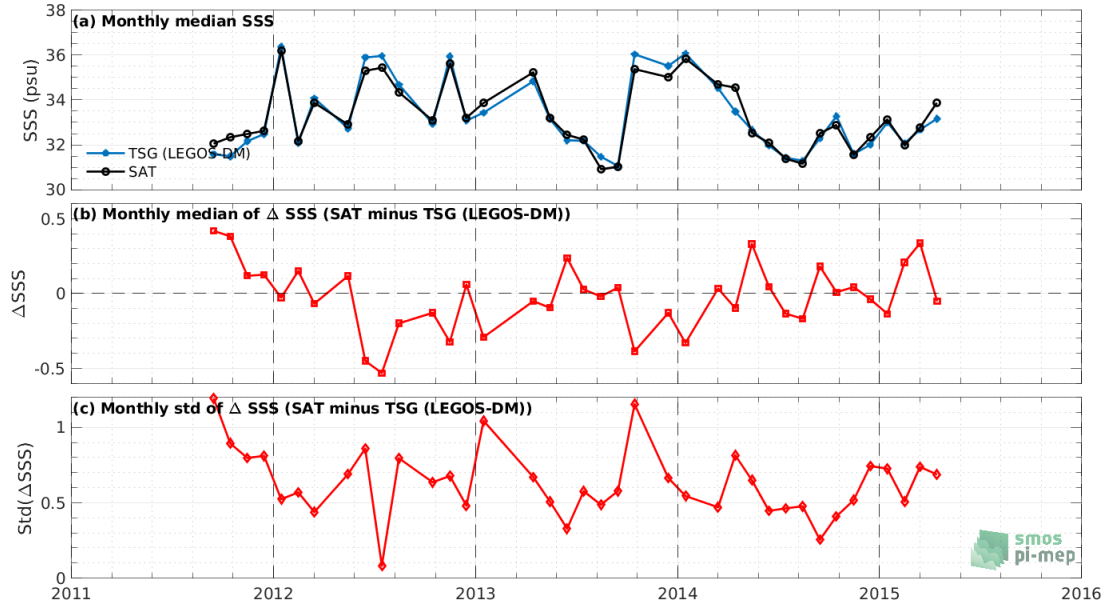 (a) Monthly median SSS
38
36
34
32
30
SSS (psu)
TSG (LEGOS-DM)
SAT
(b) Monthly median of Δ SSS (SAT minus TSG (LEGOS-DM))
0.5
0
-0.5
ΔSSS
(c) Monthly std of Δ SSS (SAT minus TSG (LEGOS-DM))
1
0.5
0
Std(ΔSSS)
smos
pi-mep
2011 2012 2013 2014 2015 2016